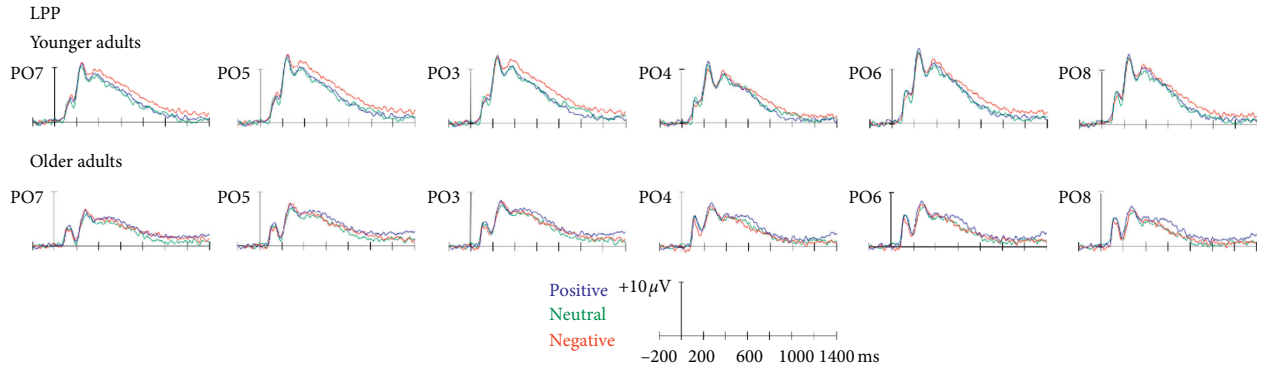 LPP
Younger adults
PO7 PO5 PO3 PO4 PO6 PO8
Older adults
PO7 PO5 PO3 PO4 PO6 PO8
Positive +10 μV
Neutral
Negative
–200 200 600 1000 1400 ms